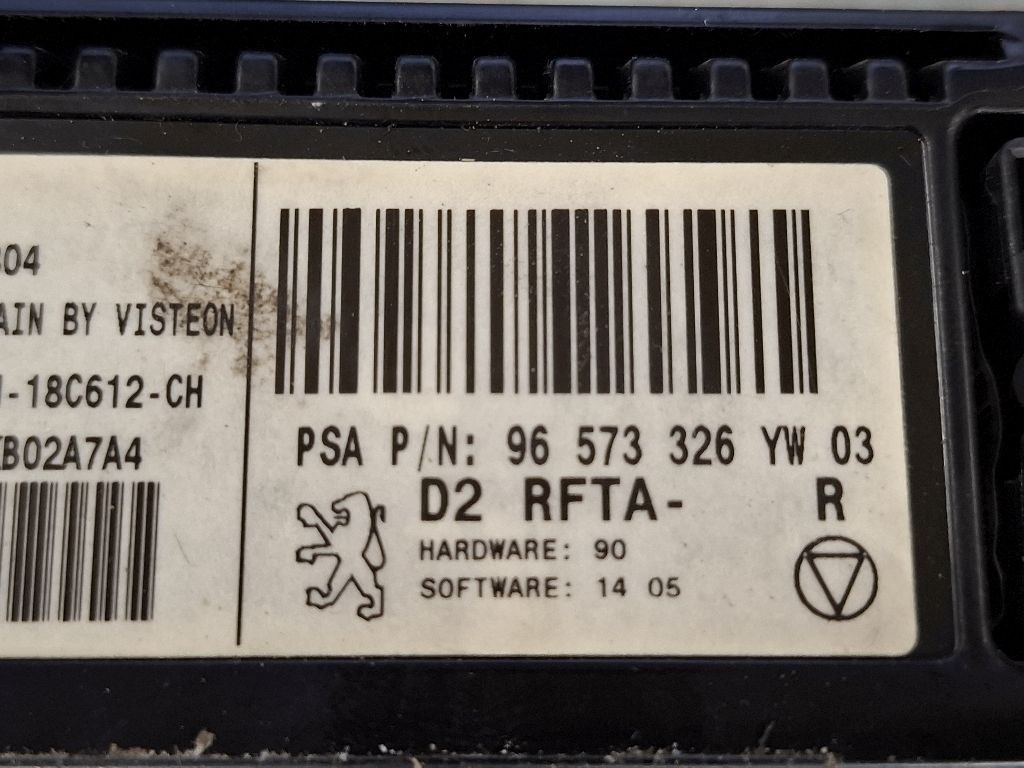 04
AIN BY VISTEON
-18C612-CH
B02A7A4
PSA P/N: 96 573 326 YW 03
D2 RFTA- R
HARDWARE: 90
SOFTWARE: 14 05